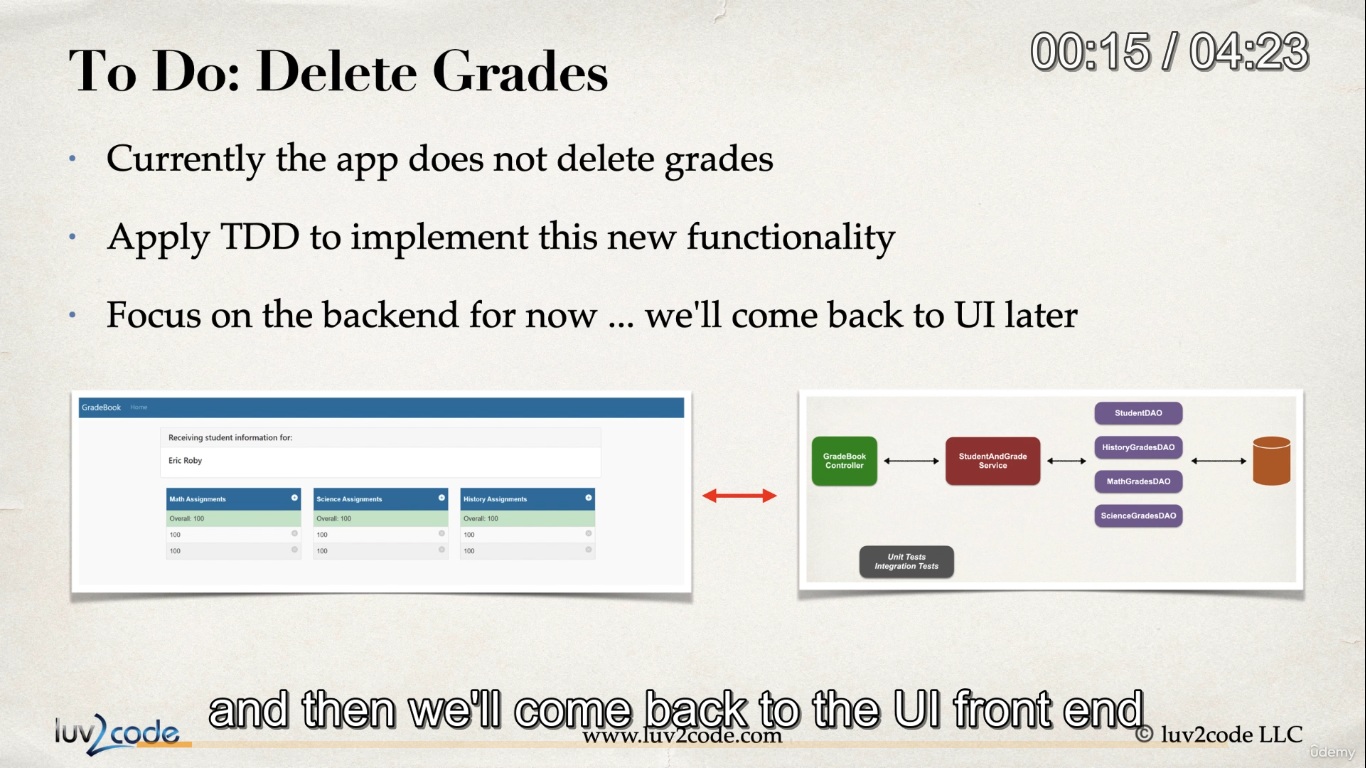 To Do: Delete Grades
00:15 / 04:23
• Currently the app does not delete grades
• Apply TDD to implement this new functionality
• Focus on the backend for now ... we'll come back to UI later
GradeBook Home
Receiving student information for:
Eric Roby
Math Assignments
Overall: 100
100
100
Science Assignments
Overall: 100
100
100
History Assignments
Overall: 100
100
100
GradeBook
Controller
StudentAndGrade
Service
StudentDAO
HistoryGradesDAO
MathGradesDAO
ScienceGradesDAO
Unit Tests
Integration Tests
and then we'll come back to the UI front end
luv2code
www.luv2code.com
© luv2code LLC
ûdemy